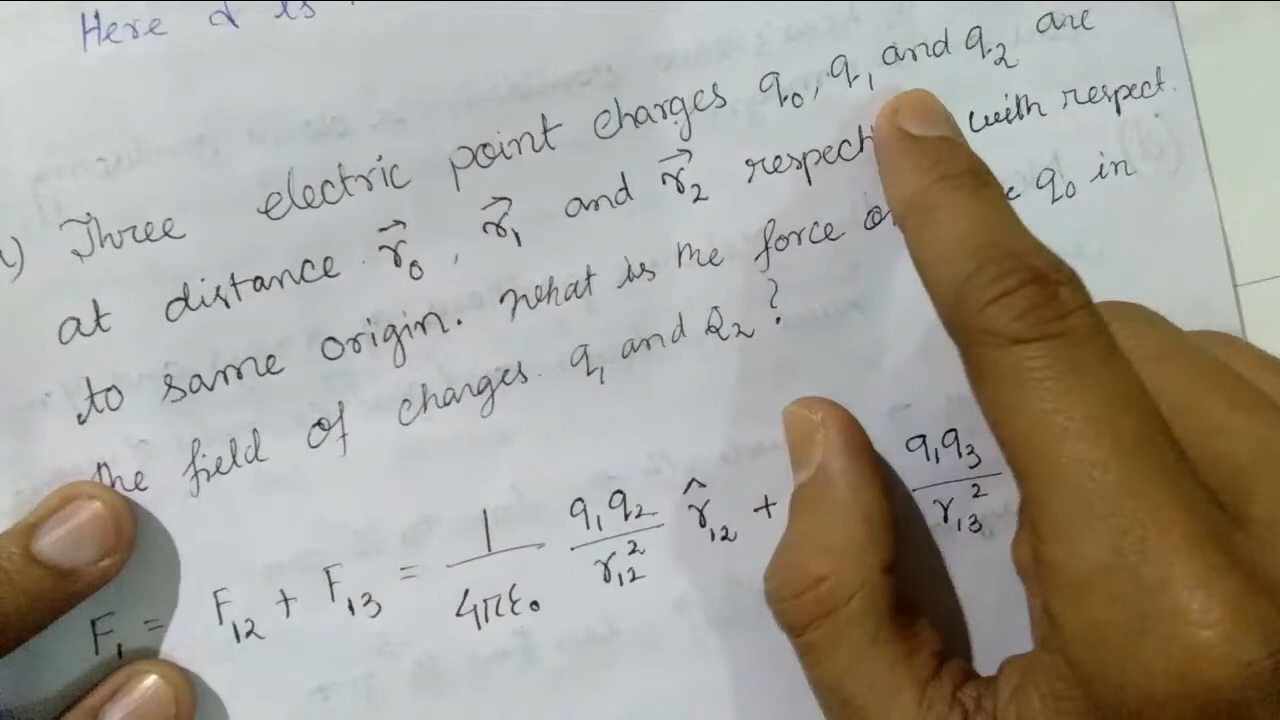 Here d is
1) Three electric point charges q₀, q₁ and q₂ are
at distance r⃗₀, r⃗₁ and r⃗₂ with respect.
to same origin. What is the force q₀ in
the field of charges. q₁ and Q₂?
F₁ = F₁₂ + F₁₃ = 1/4πε₀ q₁q₂/r₁₂² r̂₁₂ + q₁q₃/r₁₃²